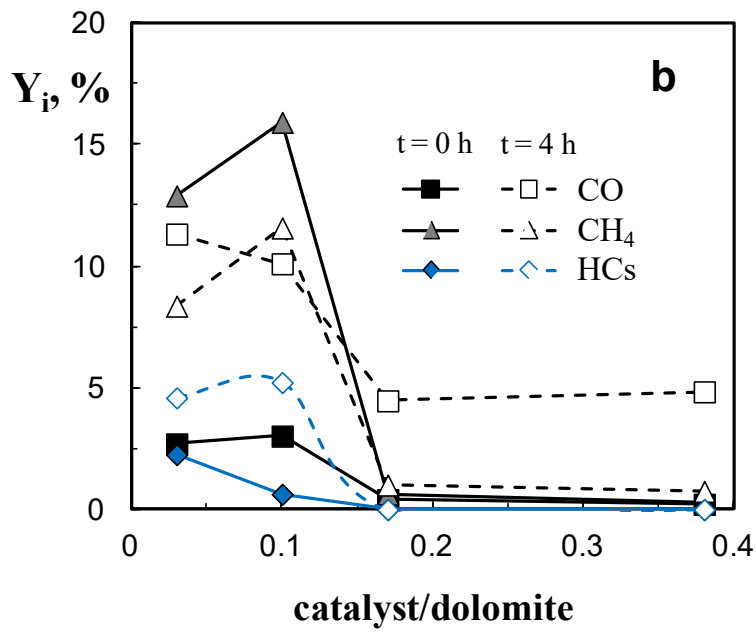 20
b
Y_i, %
t = 0 h t = 4 h
15
CO
CH₄
10
HCs
5
0
0 0.1 0.2 0.3 0.4
catalyst/dolomite